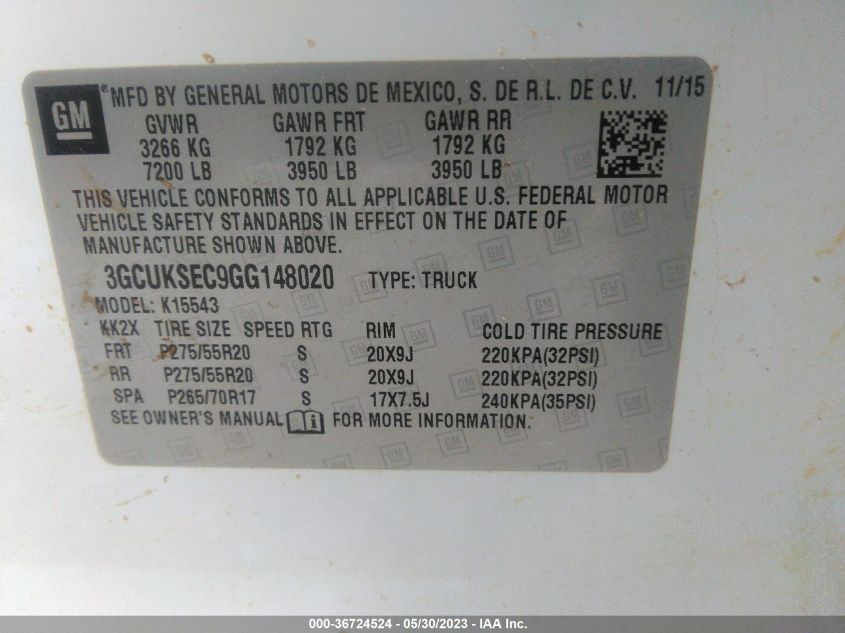 GM ® MFD BY GENERAL MOTORS DE MEXICO, S. DE R.L. DE C.V. 11/15
GVWR GAWR FRT GAWR RR
3266 KG 1792 KG 1792 KG
7200 LB 3950 LB 3950 LB
THIS VEHICLE CONFORMS TO ALL APPLICABLE U.S. FEDERAL MOTOR
VEHICLE SAFETY STANDARDS IN EFFECT ON THE DATE OF
MANUFACTURE SHOWN ABOVE.
3GCUKSEC9GG148020 TYPE: TRUCK
MODEL: K15543
KK2X TIRE SIZE SPEED RTG RIM COLD TIRE PRESSURE
FRT P275/55R20 S 20X9J 220KPA(32PSI)
RR P275/55R20 S 20X9J 220KPA(32PSI)
SPA P265/70R17 S 17X7.5J 240KPA(35PSI)
SEE OWNER'S MANUAL FOR MORE INFORMATION.
000-36724524 - 05/30/2023 - IAA Inc.